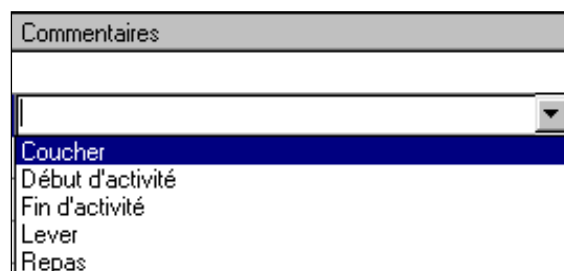 Commentaires
Coucher
Début d'activité
Fin d'activité
Lever
Repas